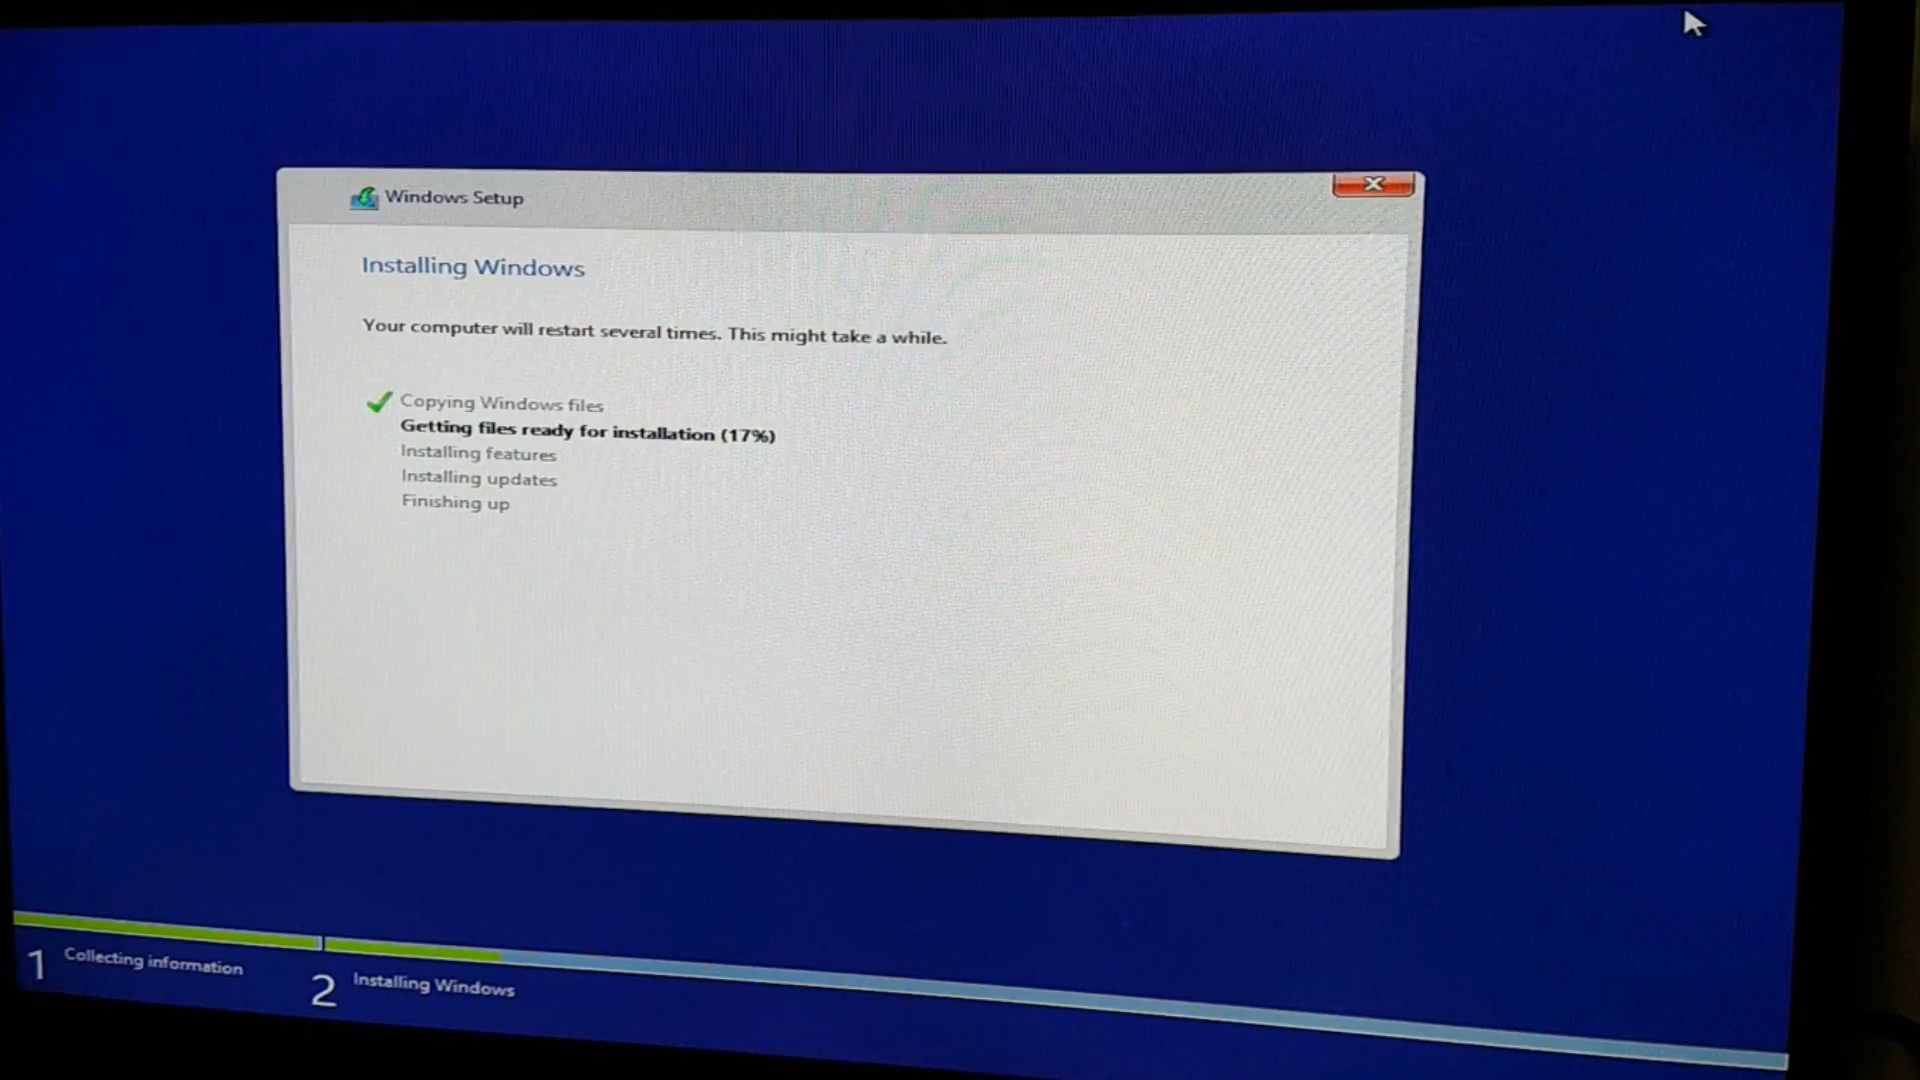 Windows Setup
Installing Windows
Your computer will restart several times. This might take a while.
Copying Windows files
Getting files ready for installation (17%)
Installing features
Installing updates
Finishing up
1 Collecting information
2 Installing Windows